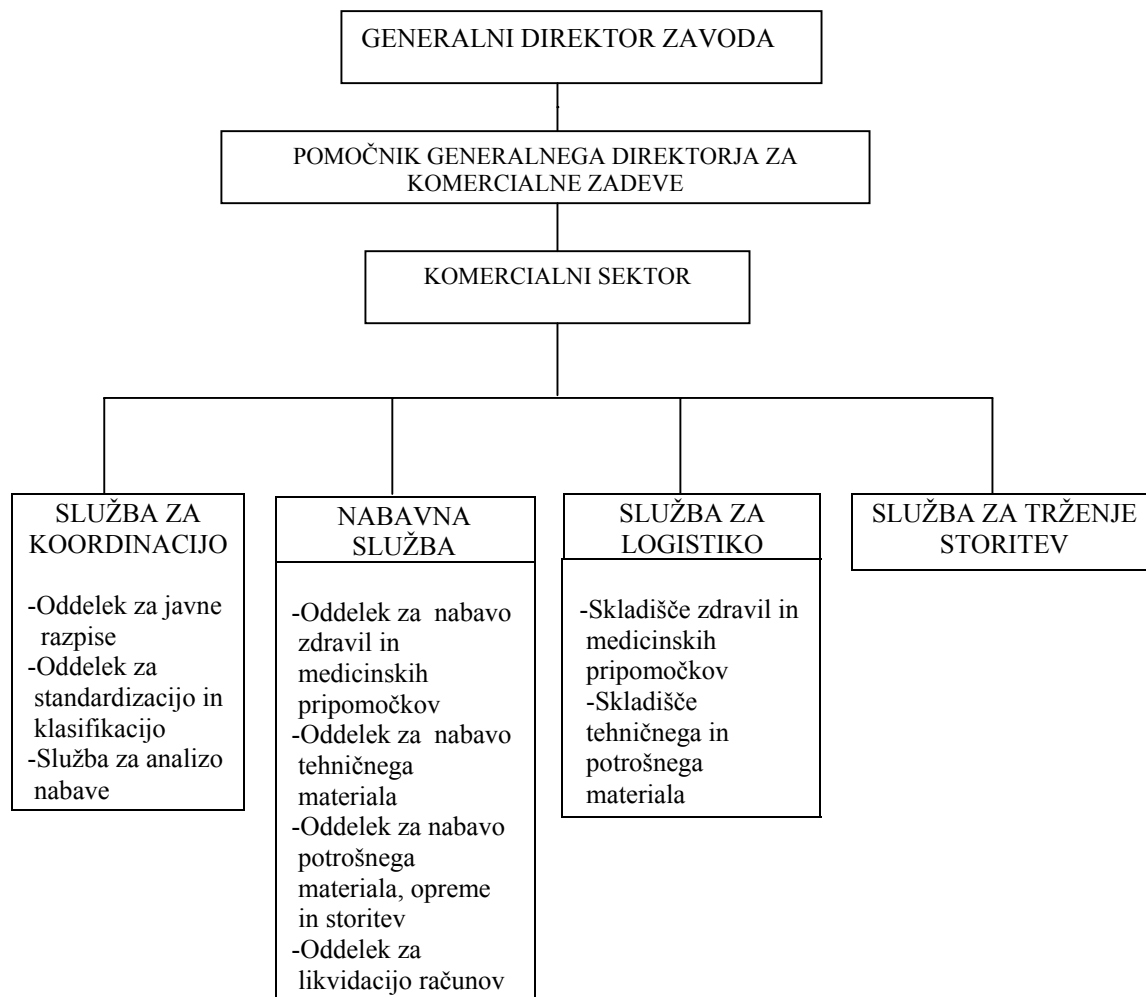 GENERALNI DIREKTOR ZAVODA
POMOČNIK GENERALNEGA DIREKTORJA ZA
KOMERCIALNE ZADEVE
KOMERCIALNI SEKTOR
SLUŽBA ZA
KOORDINACIJO
-Oddelek za javne
razpise
-Oddelek za
standardizacijo in
klasifikacijo
-Služba za analizo
nabave
NABAVNA
SLUŽBA
-Oddelek za nabavo
zdravil in
medicinskih
pripomočkov
-Oddelek za nabavo
tehničnega
materiala
-Oddelek za nabavo
potrošnega
materiala, opreme
in storitev
-Oddelek za
likvidacijo računov
SLUŽBA ZA
LOGISTIKO
-Skladišče zdravil in
medicinskih
pripomočkov
-Skladišče
tehničnega in
potrošnega
materiala
SLUŽBA ZA TRŽENJE
STORITEV